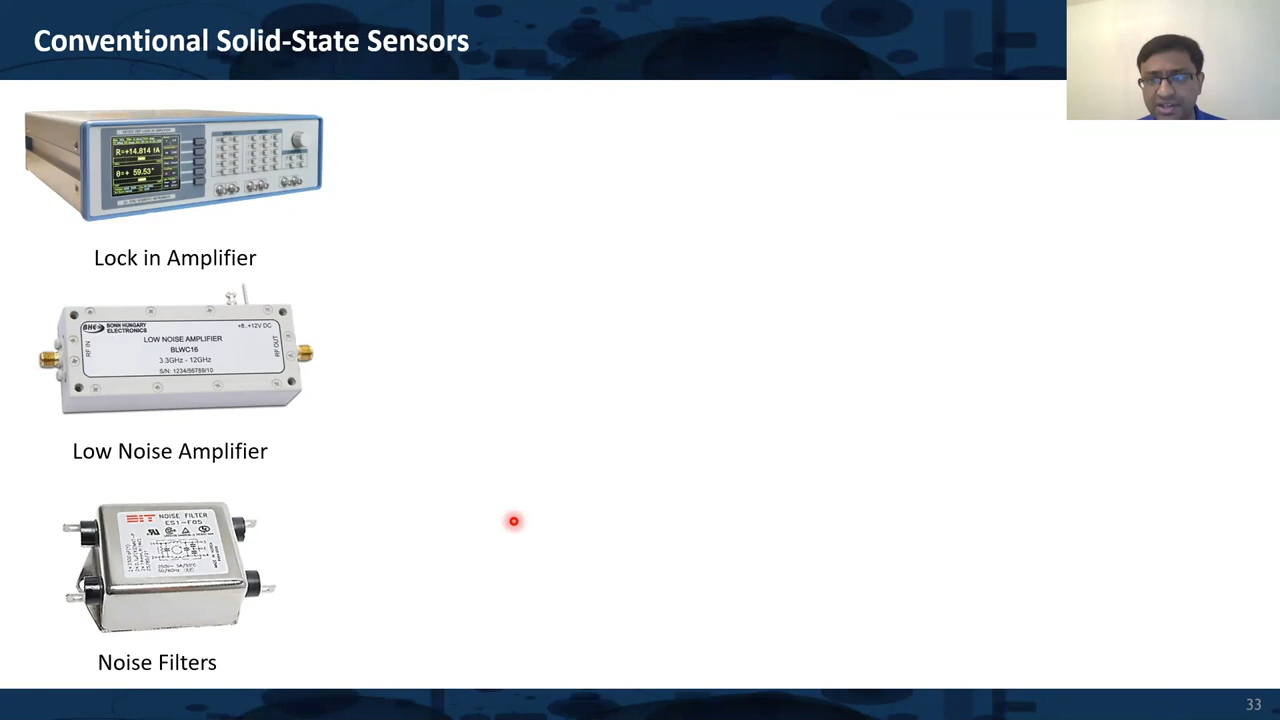 Conventional Solid-State Sensors
R=+14.814 fA
θ=+ 59.53°
Lock in Amplifier
BHE
BONN HUNGARY
ELECTRONICS
+8..+12V DC
RF IN
LOW NOISE AMPLIFIER
BLWC16
3.3GHz - 12GHz
S/N: 1234/56789/10
RF OUT
Low Noise Amplifier
NOISE FILTER
ES1-F05
Noise Filters
33